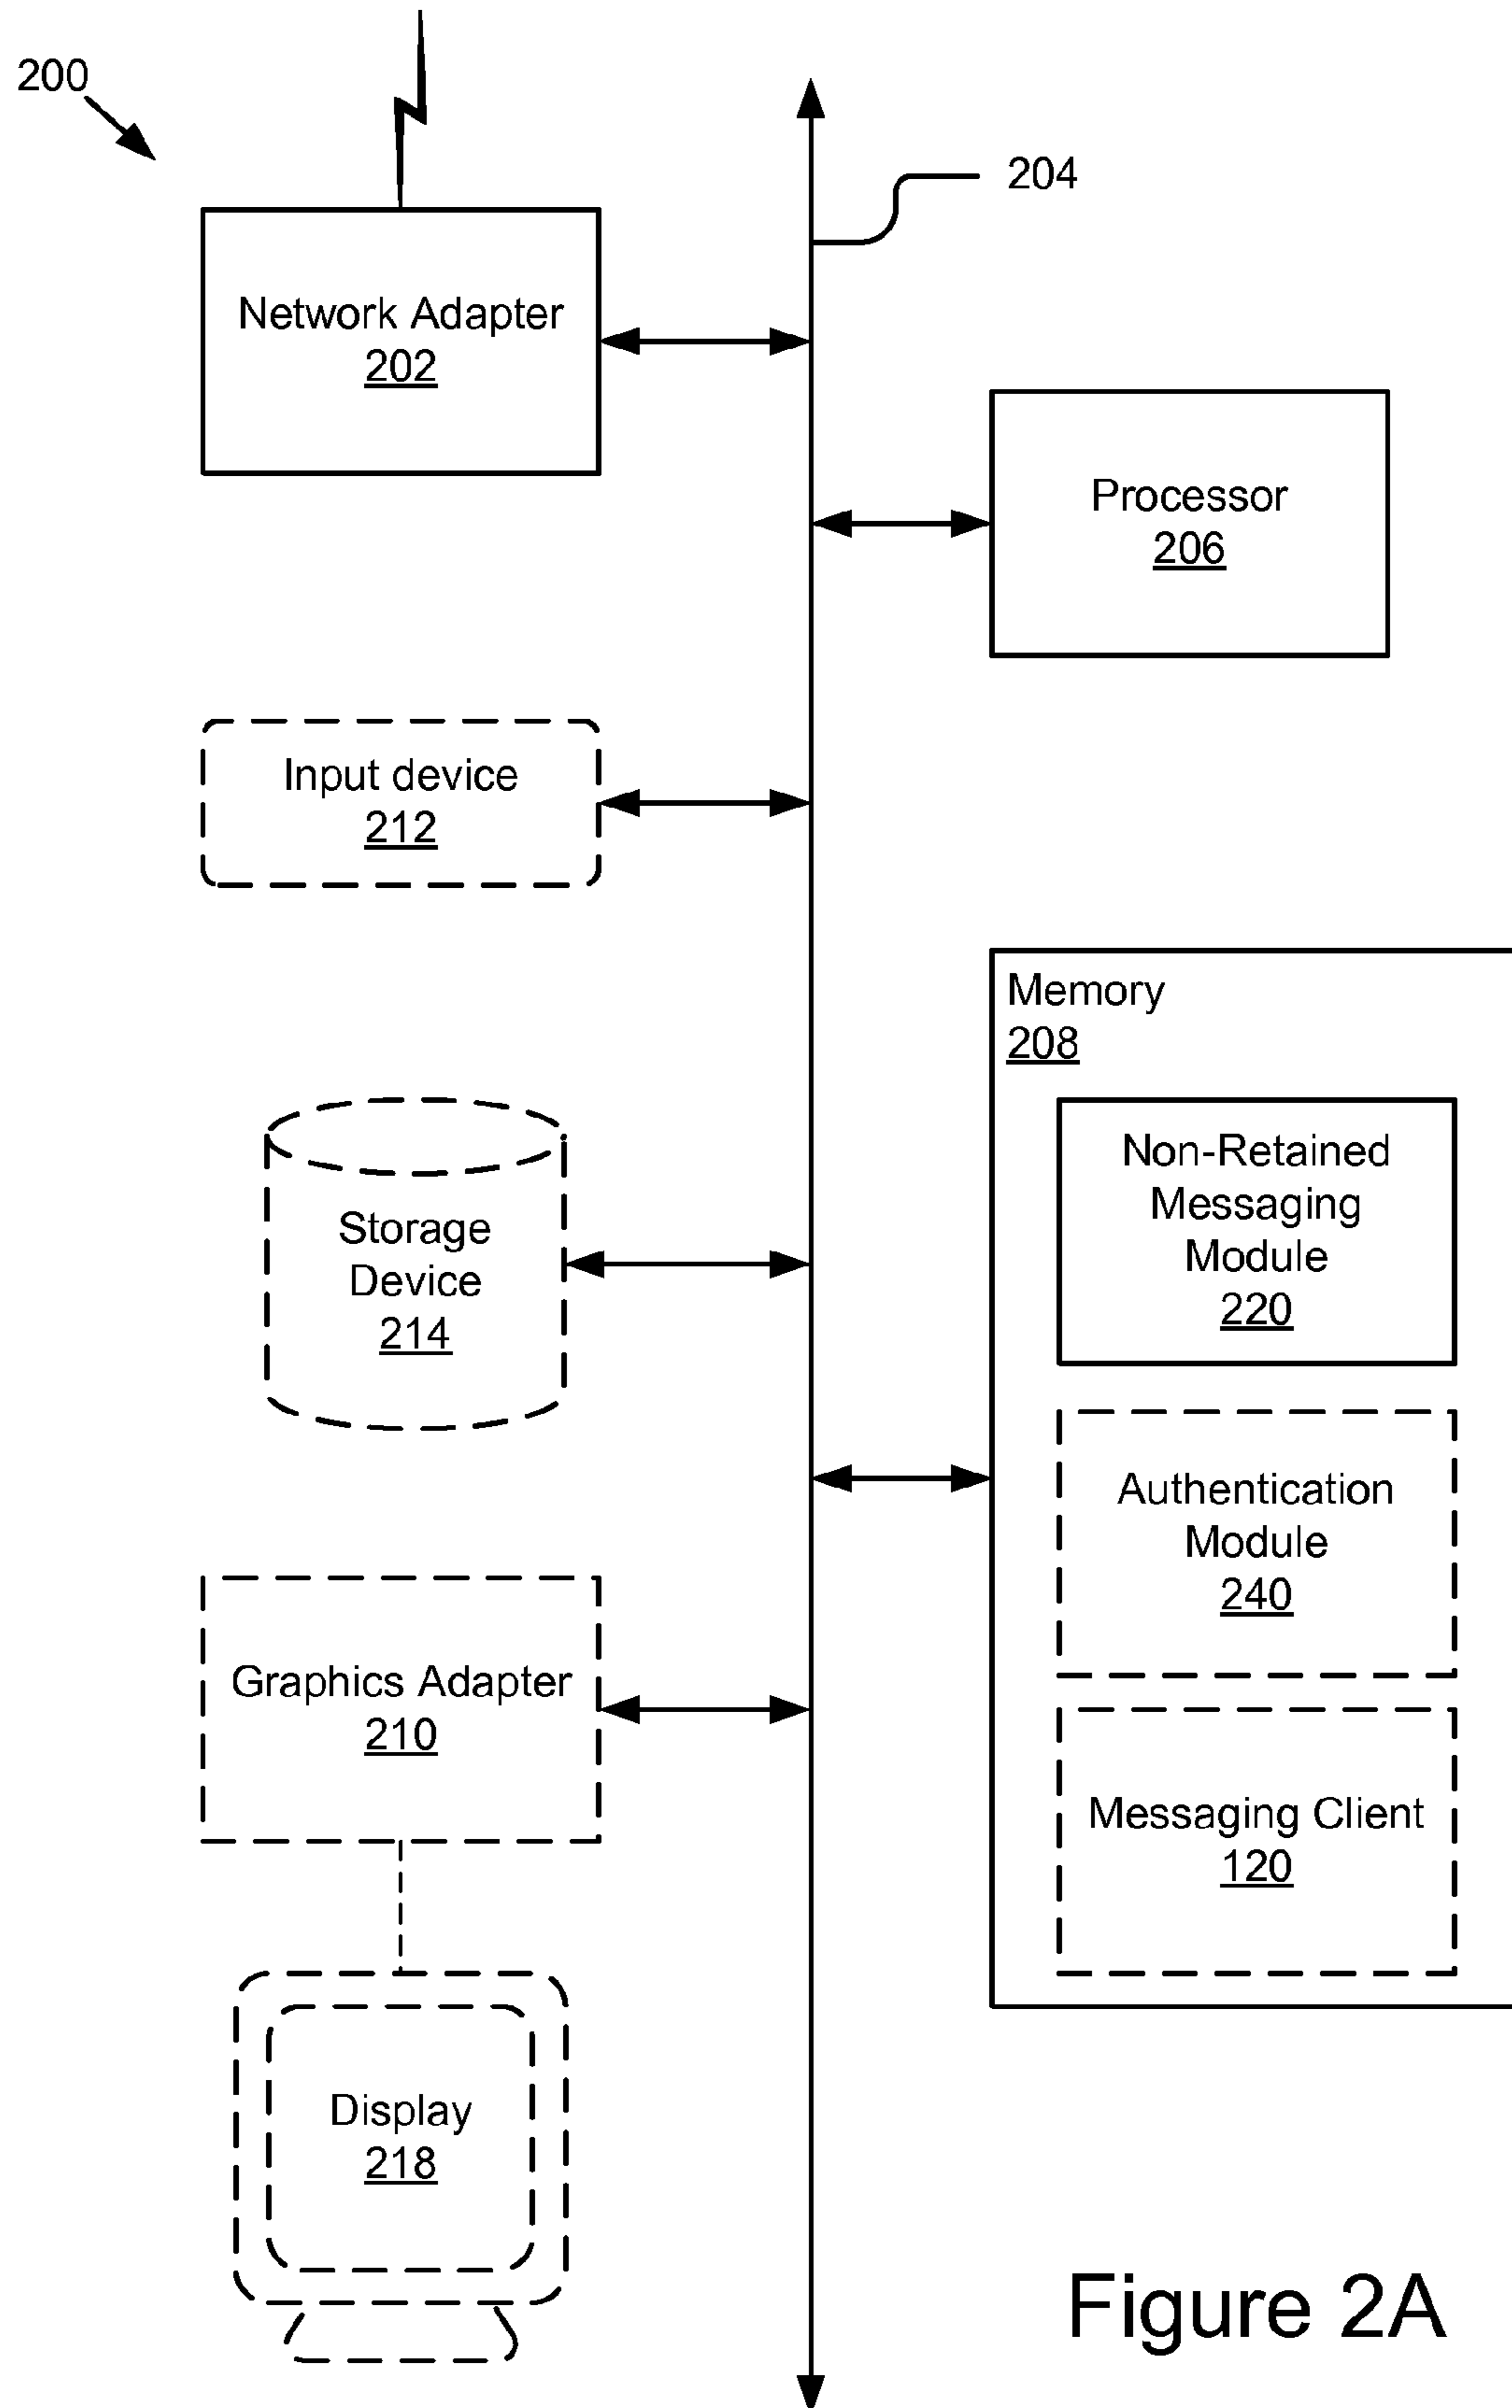 200
204
Network Adapter
202
Processor
206
Input device
212
Memory
208
Non-Retained
Messaging
Module
220
Storage
Device
214
Authentication
Module
240
Graphics Adapter
210
Messaging Client
120
Display
218
Figure 2A